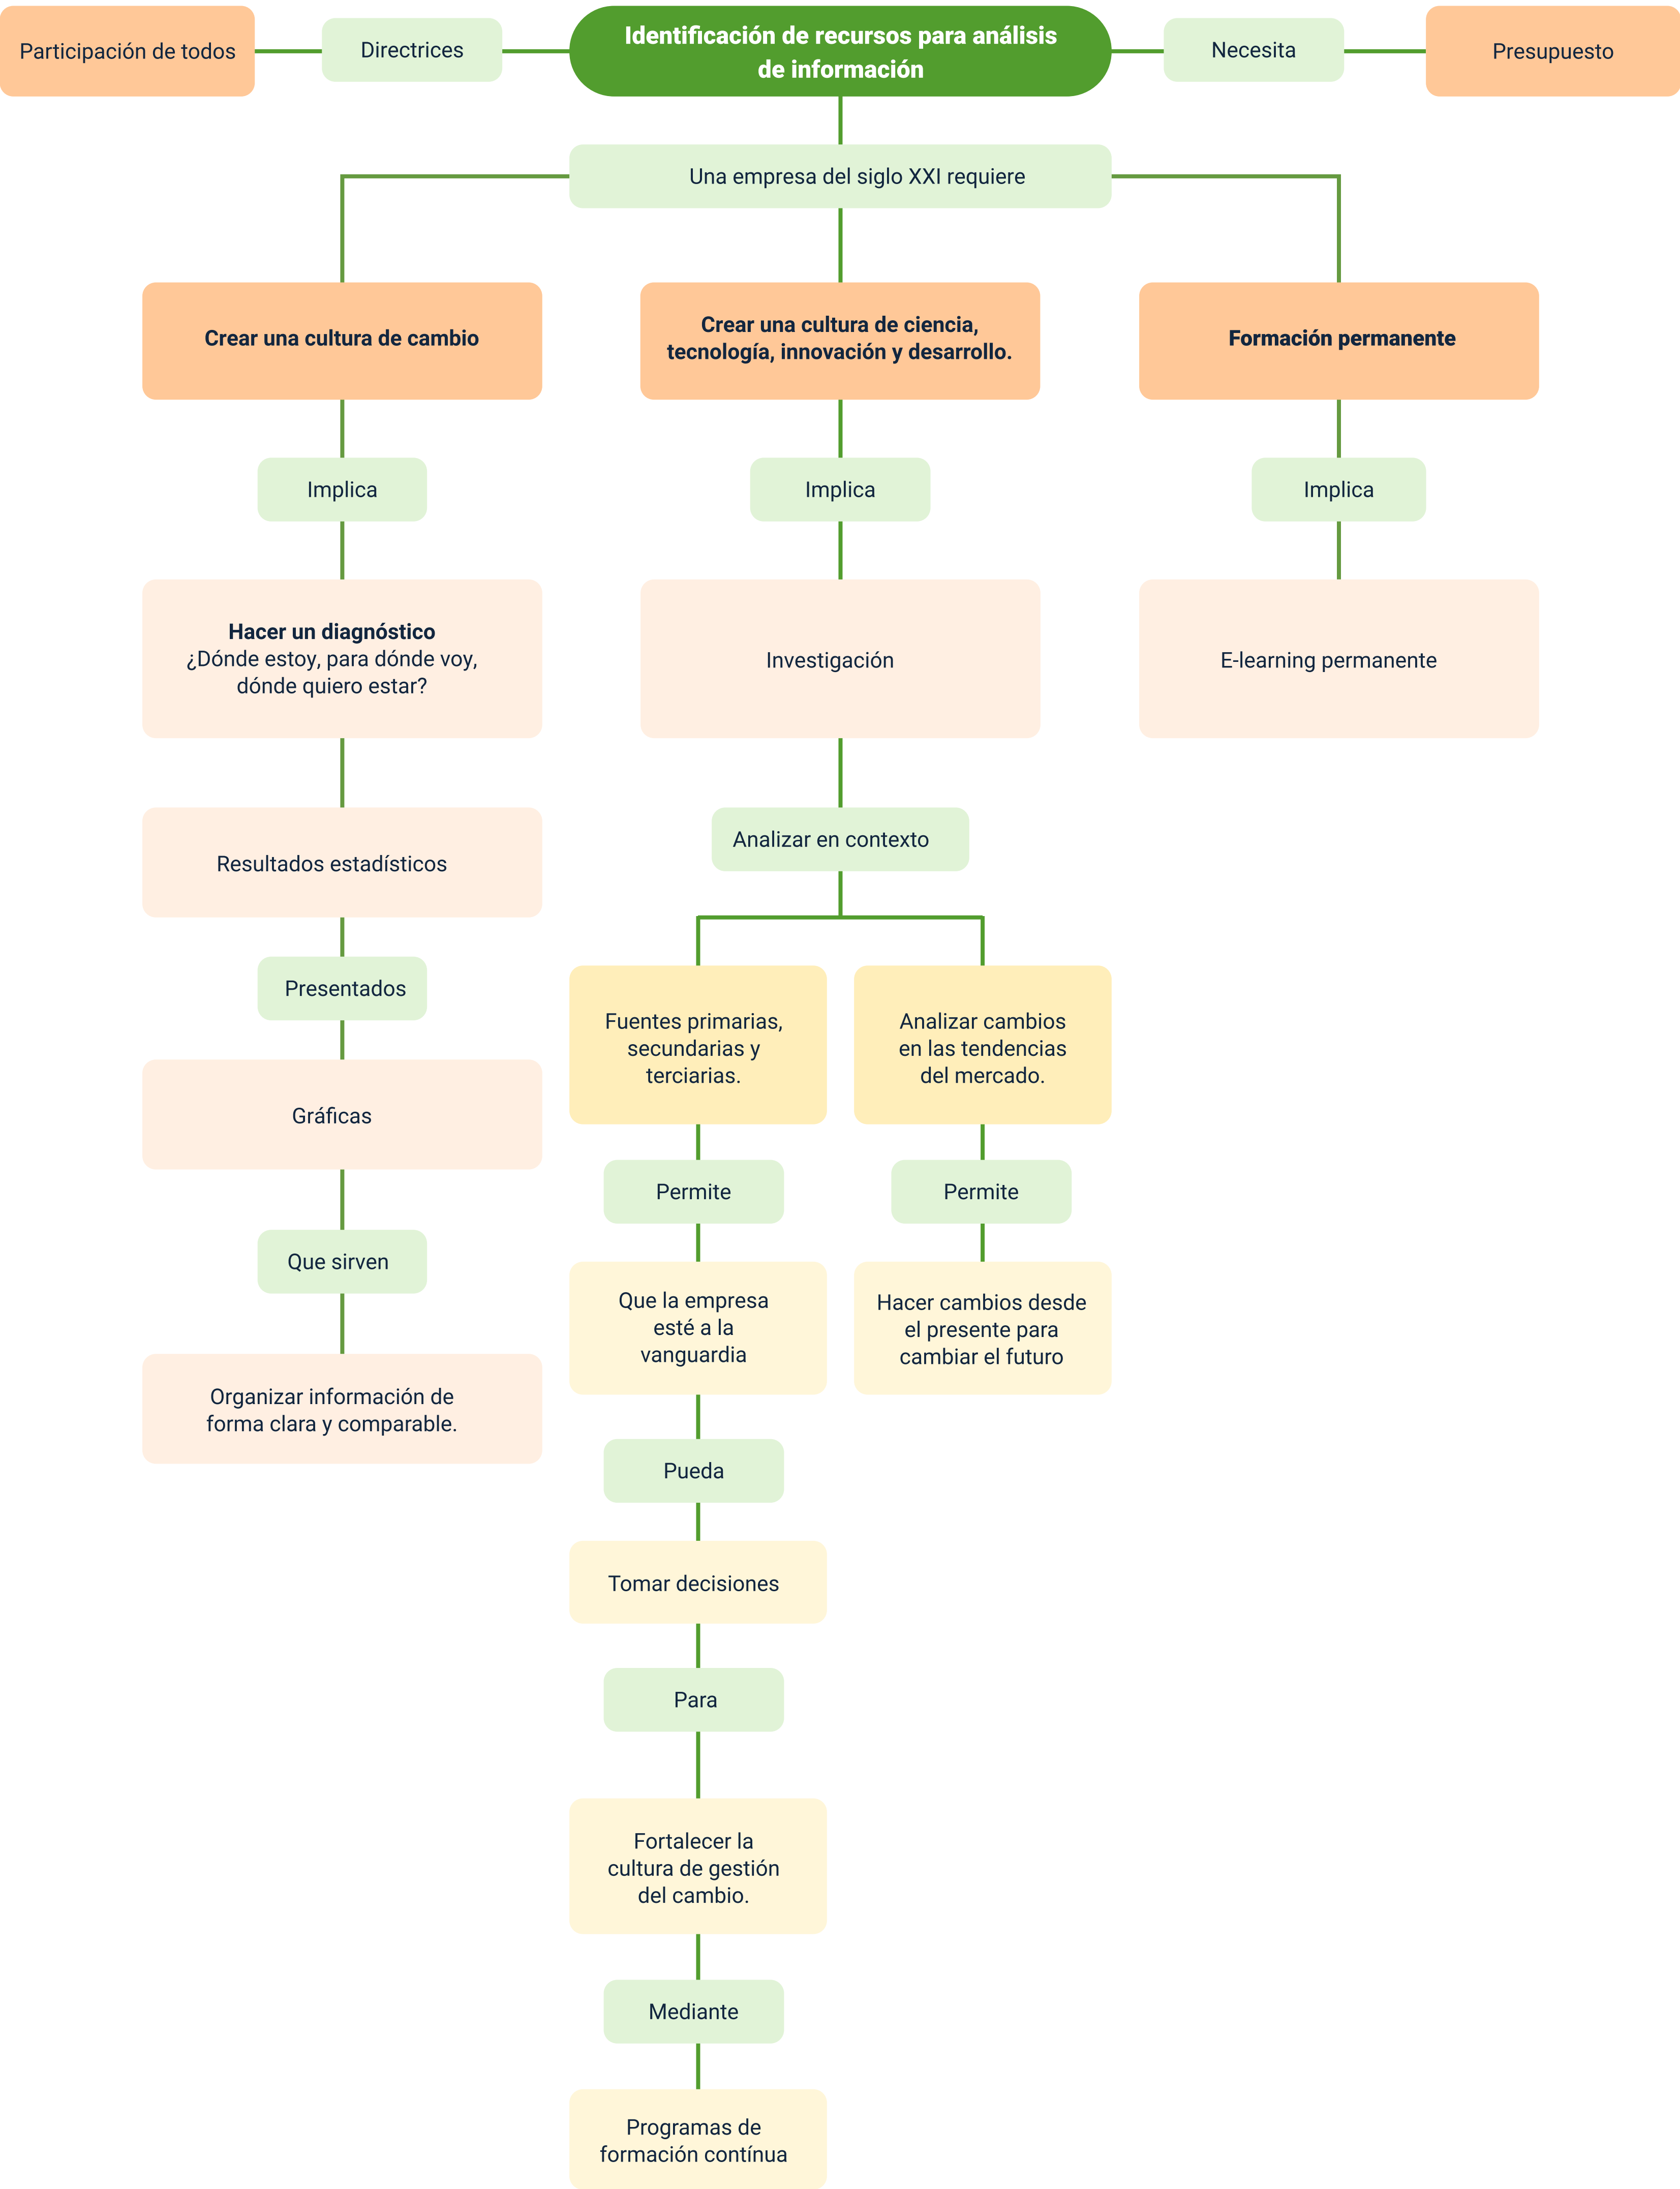 Participación de todos
Directrices
Identificación de recursos para análisis
de información
Necesita
Presupuesto
Una empresa del siglo XXI requiere
Crear una cultura de cambio
Crear una cultura de ciencia,
tecnología, innovación y desarrollo.
Formación permanente
Implica
Implica
Implica
Hacer un diagnóstico
¿Dónde estoy, para dónde voy,
dónde quiero estar?
Investigación
E-learning permanente
Resultados estadísticos
Analizar en contexto
Presentados
Fuentes primarias,
secundarias y
terciarias.
Analizar cambios
en las tendencias
del mercado.
Gráficas
Permite
Permite
Que sirven
Que la empresa
esté a la
vanguardia
Hacer cambios desde
el presente para
cambiar el futuro
Organizar información de
forma clara y comparable.
Pueda
Tomar decisiones
Para
Fortalecer la
cultura de gestión
del cambio.
Mediante
Programas de
formación contínua